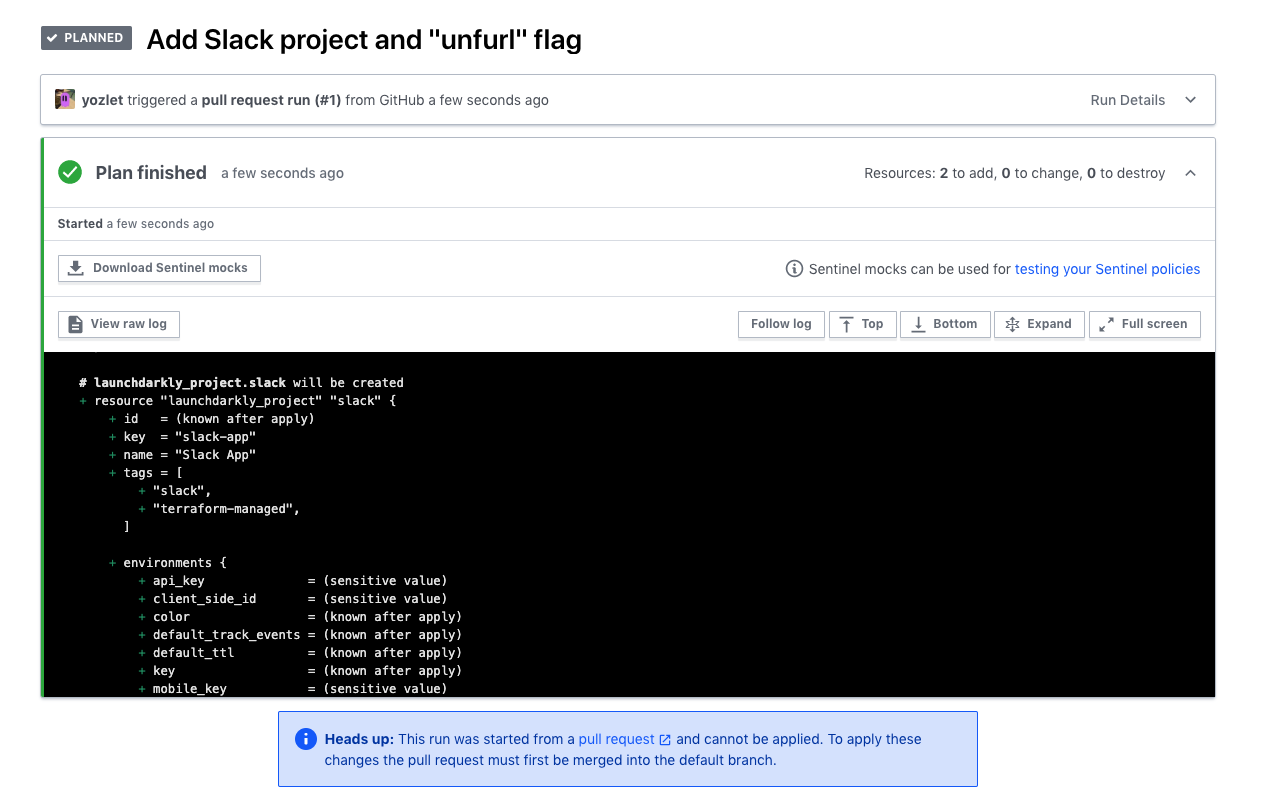 PLANNED Add Slack project and "unfurl" flag
yozlet triggered a pull request run (#1) from GitHub a few seconds ago Run Details
Plan finished a few seconds ago Resources: 2 to add, 0 to change, 0 to destroy
Started a few seconds ago
Download Sentinel mocks Sentinel mocks can be used for testing your Sentinel policies
View raw log Follow log Top Bottom Expand Full screen
# launchdarkly_project.slack will be created
+ resource "launchdarkly_project" "slack" {
+ id = (known after apply)
+ key = "slack-app"
+ name = "Slack App"
+ tags = [
+ "slack",
+ "terraform-managed",
]
+ environments {
+ api_key = (sensitive value)
+ client_side_id = (sensitive value)
+ color = (known after apply)
+ default_track_events = (known after apply)
+ default_ttl = (known after apply)
+ key = (known after apply)
+ mobile_key = (sensitive value)
Heads up: This run was started from a pull request and cannot be applied. To apply these
changes the pull request must first be merged into the default branch.